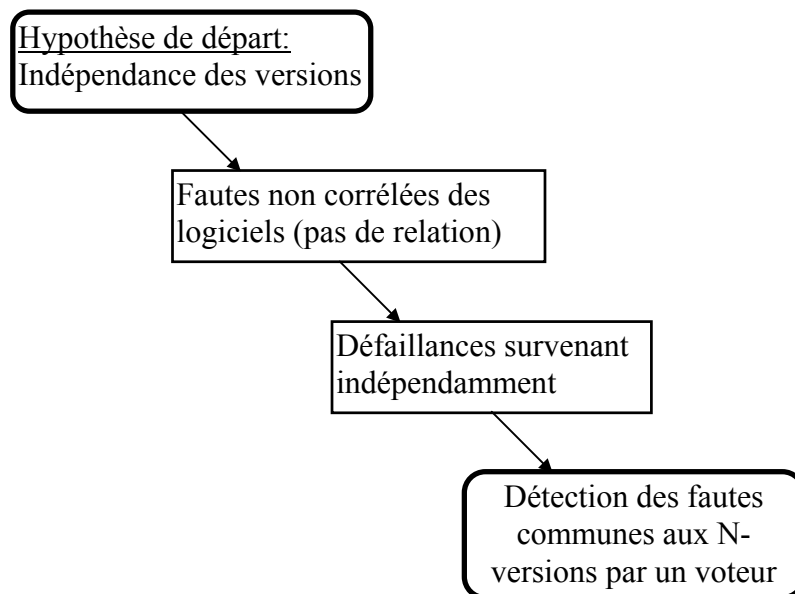 Hypothèse de départ:
Indépendance des versions
Fautes non corrélées des
logiciels (pas de relation)
Défaillances survenant
indépendamment
Détection des fautes
communes aux N-
versions par un voteur